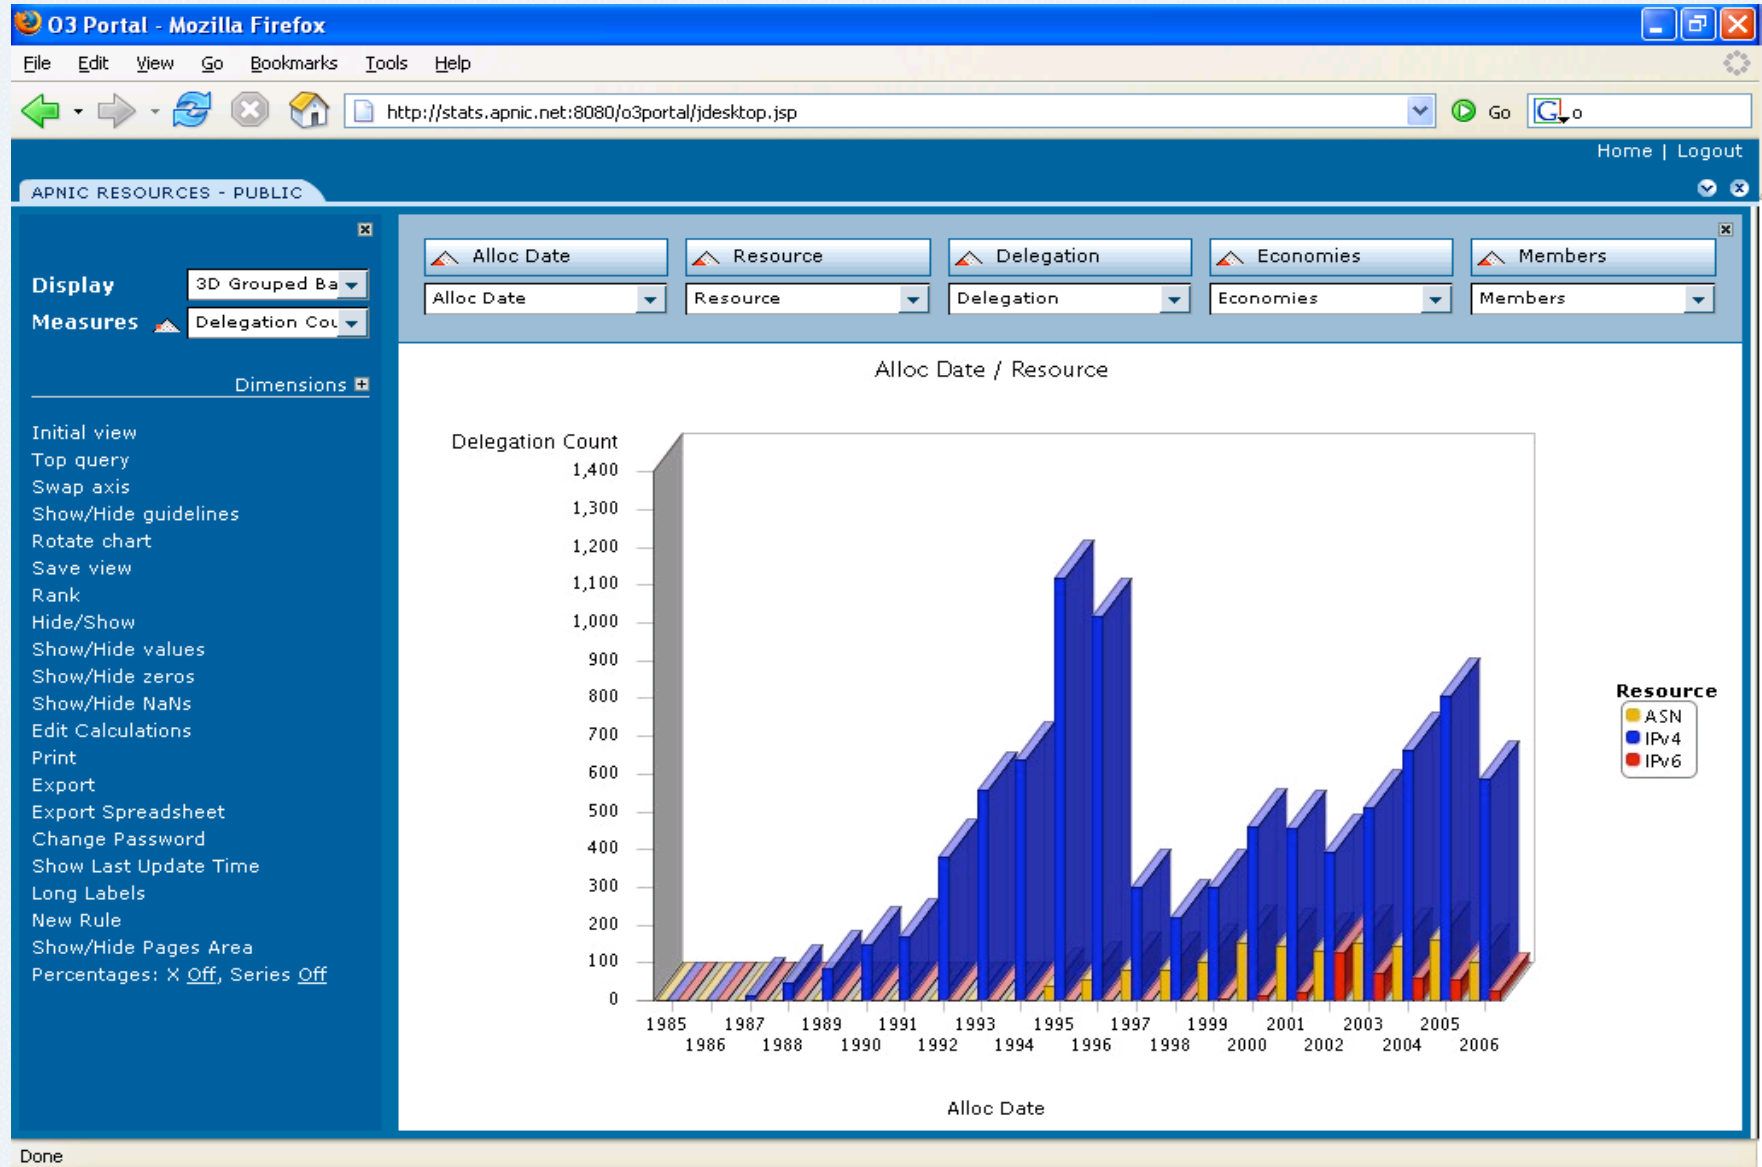 O3 Portal - Mozilla Firefox
File Edit View Go Bookmarks Tools Help
http://stats.apnic.net:8080/o3portal/jdesktop.jsp Go G o
Home | Logout
APNIC RESOURCES - PUBLIC
Display 3D Grouped Ba
Measures Delegation Cou
Dimensions
Initial view
Top query
Swap axis
Show/Hide guidelines
Rotate chart
Save view
Rank
Hide/Show
Show/Hide values
Show/Hide zeros
Show/Hide NaNs
Edit Calculations
Print
Export
Export Spreadsheet
Change Password
Show Last Update Time
Long Labels
New Rule
Show/Hide Pages Area
Percentages: X Off, Series Off
Alloc Date Resource Delegation Economies Members
Alloc Date Resource Delegation Economies Members
Alloc Date / Resource
Delegation Count
1,400
1,300
1,200
1,100
1,000
900
800
700
600
500
400
300
200
100
0
1985 1987 1989 1991 1993 1995 1997 1999 2001 2003 2005
1986 1988 1990 1992 1994 1996 1998 2000 2002 2004 2006
Alloc Date
Resource
ASN
IPv4
IPv6
Done